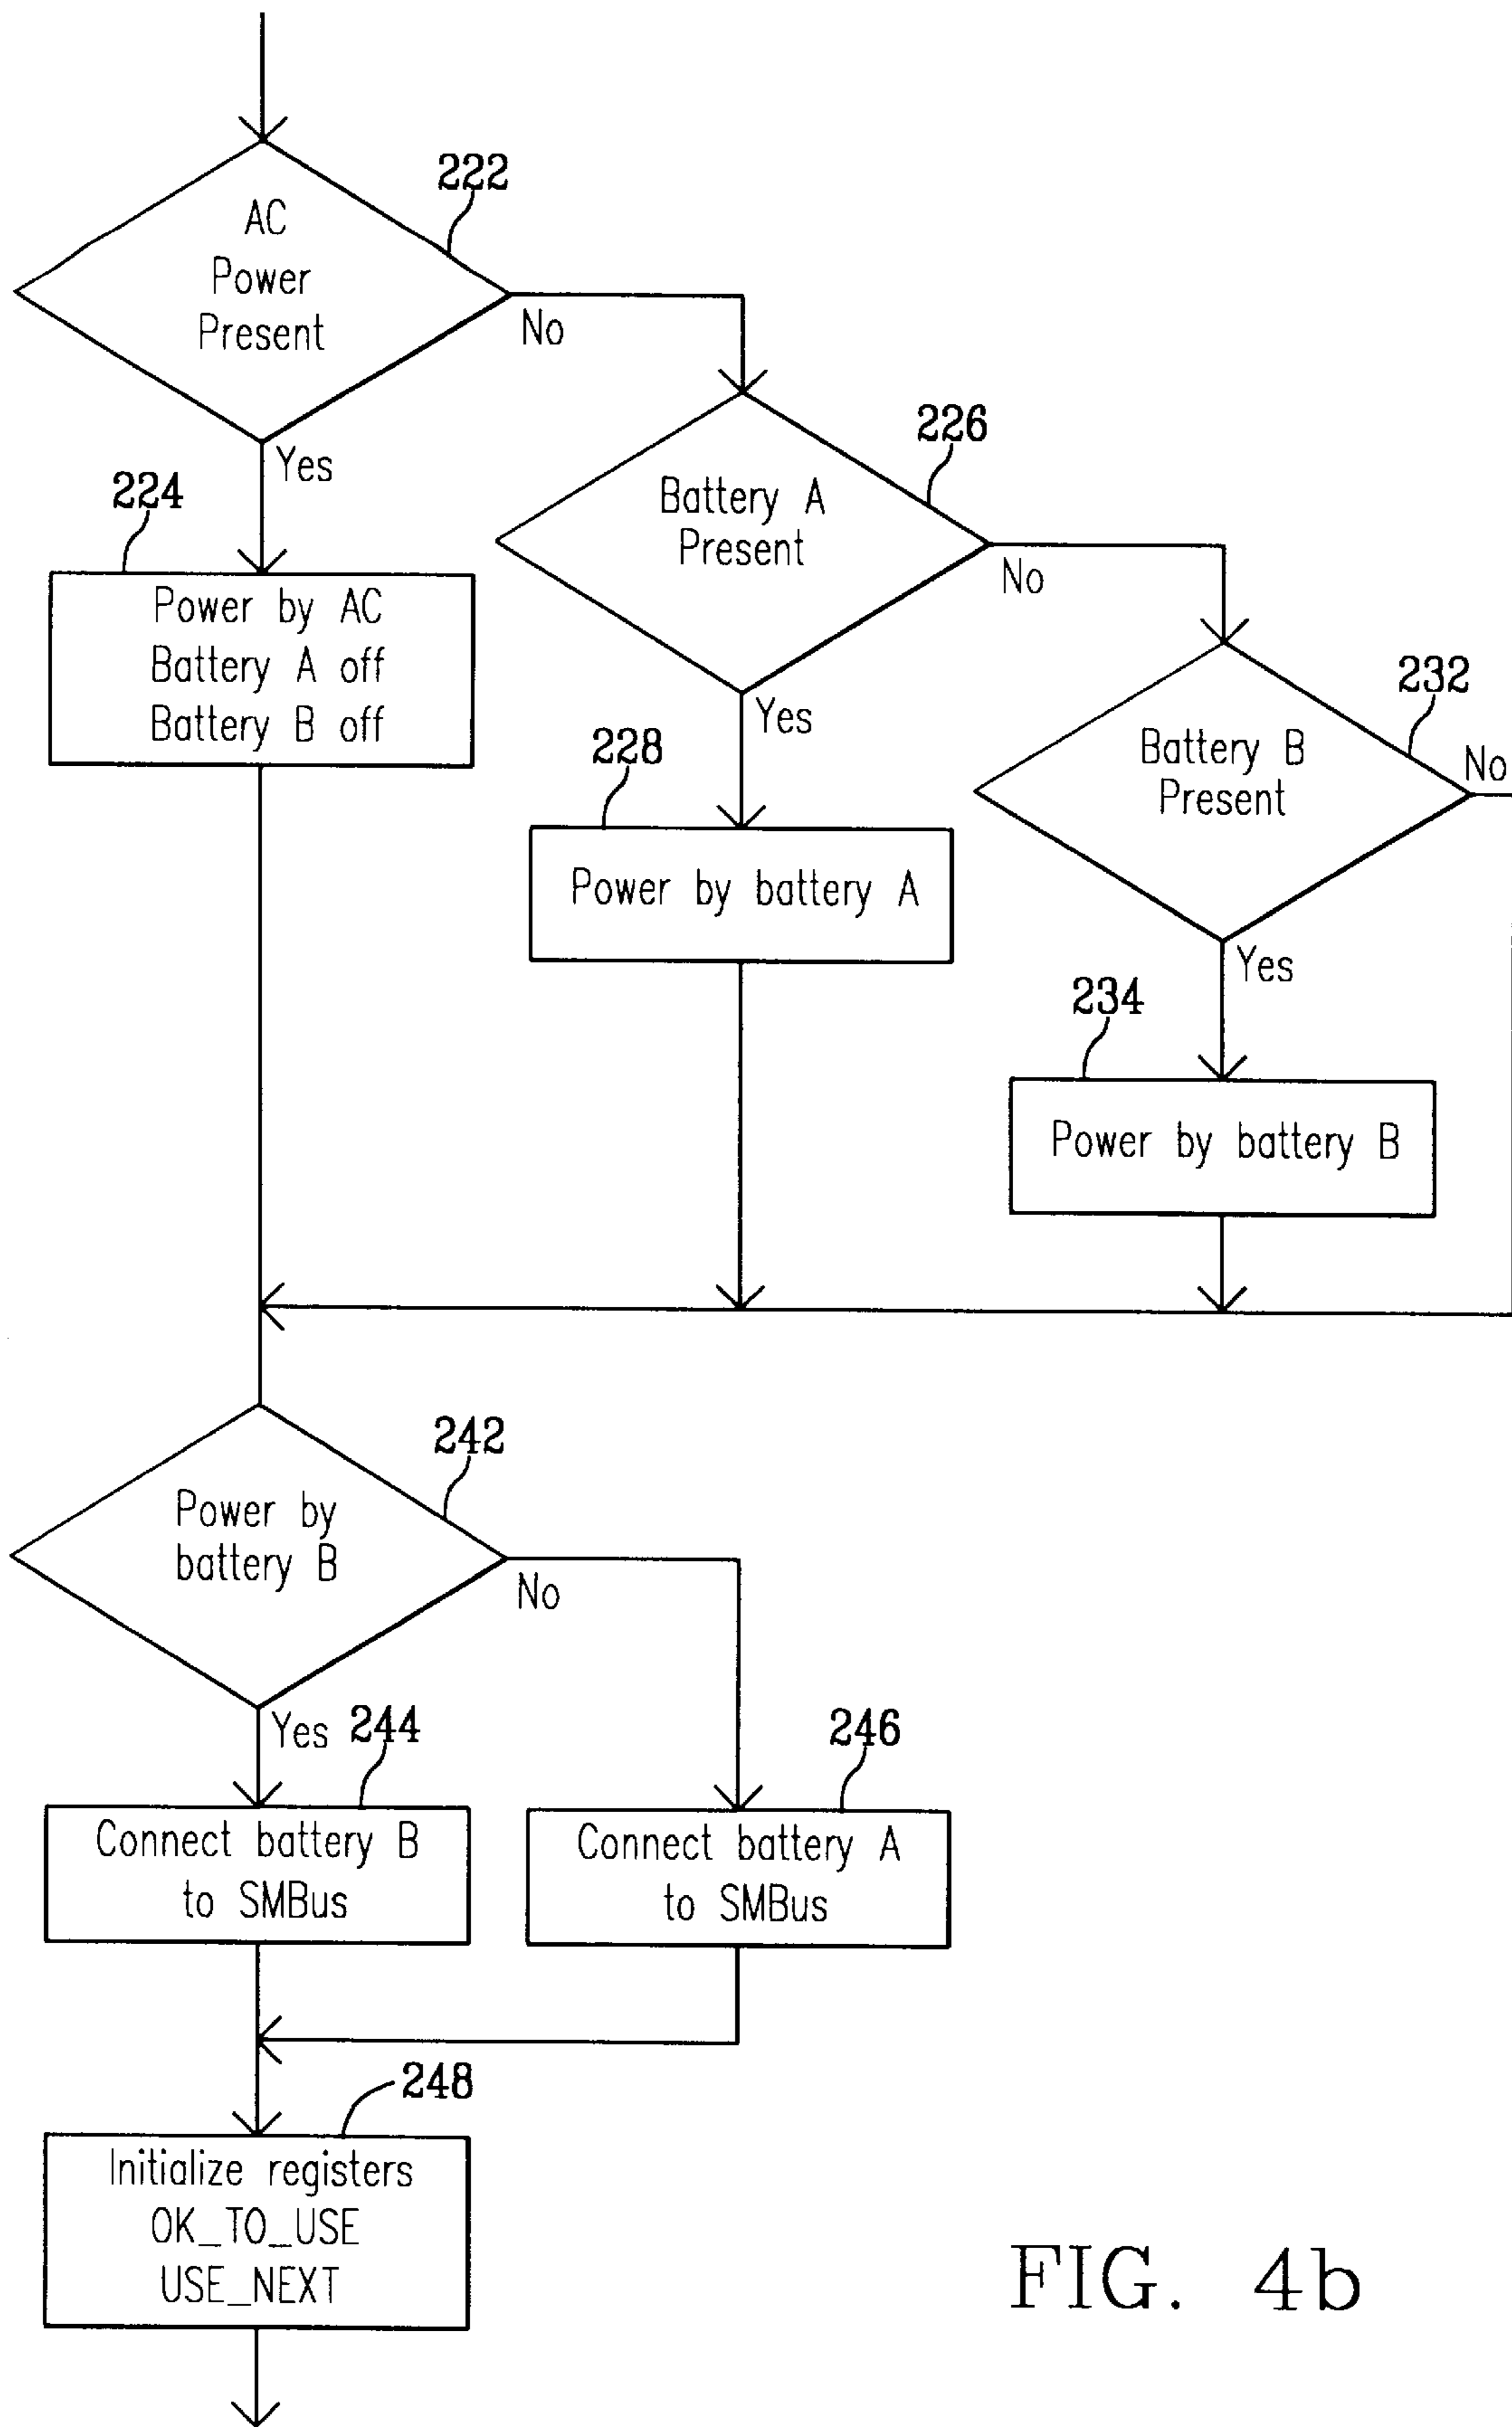 222
AC
Power
Present
No
Yes
224
Power by AC
Battery A off
Battery B off
226
Battery A
Present
No
Yes
228
Power by battery A
232
Battery B
Present
No
Yes
234
Power by battery B
242
Power by
battery B
No
Yes
244
Connect battery B
to SMBus
246
Connect battery A
to SMBus
248
Initialize registers
OK_TO_USE
USE_NEXT
FIG. 4b